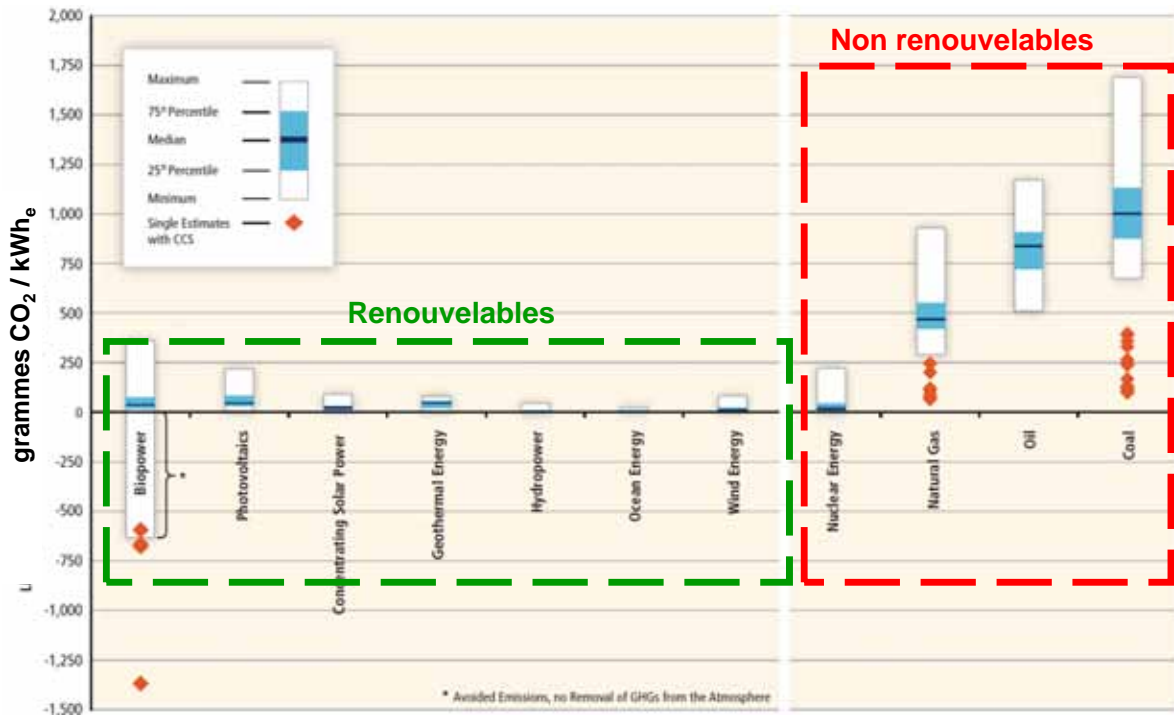 2,000
1,750
1,500
1,250
1,000
750
500
250
0
-250
-500
-750
-1,000
-1,250
-1,500
grammes CO₂ / kWhₑ
Maximum
75ᵗʰ Percentile
Median
25ᵗʰ Percentile
Minimum
Single Estimates
with CCS
Renouvelables
Non renouvelables
Biopower
*
Photovoltaics
Concentrating Solar Power
Geothermal Energy
Hydropower
Ocean Energy
Wind Energy
Nuclear Energy
Natural Gas
Oil
Coal
* Avoided Emissions, no Removal of GHGs from the Atmosphere